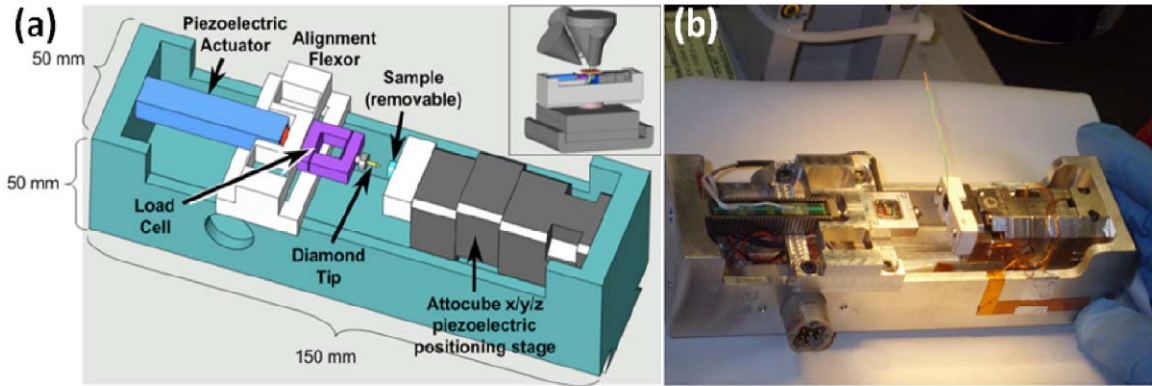 (a)
Piezoelectric
Actuator
Alignment
Flexor
Sample
(removable)
50 mm
50 mm
Load
Cell
Diamond
Tip
Attocube x/y/z
piezoelectric
positioning stage
150 mm
(b)